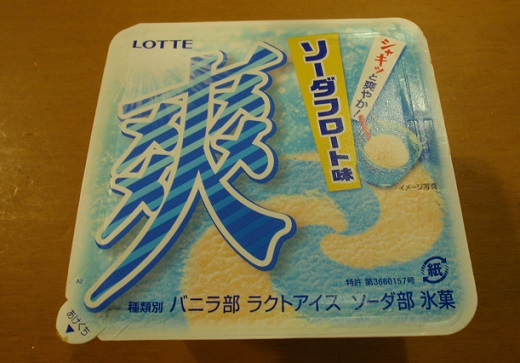 LOTTE
爽
ソーダフロート味
シャキッと爽やか!
イメージ写真
特許 第3660157号
紙
種類別 バニラ部 ラクトアイス ソーダ部 氷菓
あけくち
2